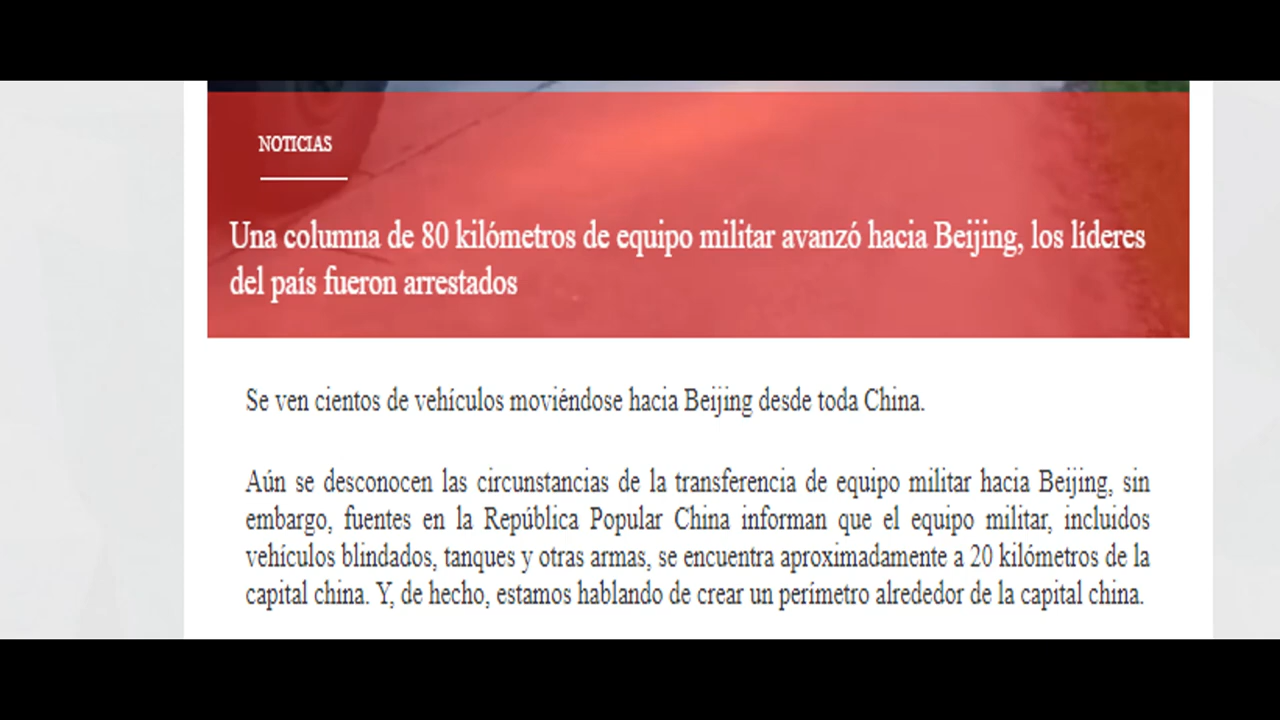 NOTICIAS
Una columna de 80 kilómetros de equipo militar avanzó hacia Beijing, los líderes
del país fueron arrestados
Se ven cientos de vehículos moviéndose hacia Beijing desde toda China.
Aún se desconocen las circunstancias de la transferencia de equipo militar hacia Beijing, sin
embargo, fuentes en la República Popular China informan que el equipo militar, incluidos
vehículos blindados, tanques y otras armas, se encuentra aproximadamente a 20 kilómetros de la
capital china. Y, de hecho, estamos hablando de crear un perímetro alrededor de la capital china.